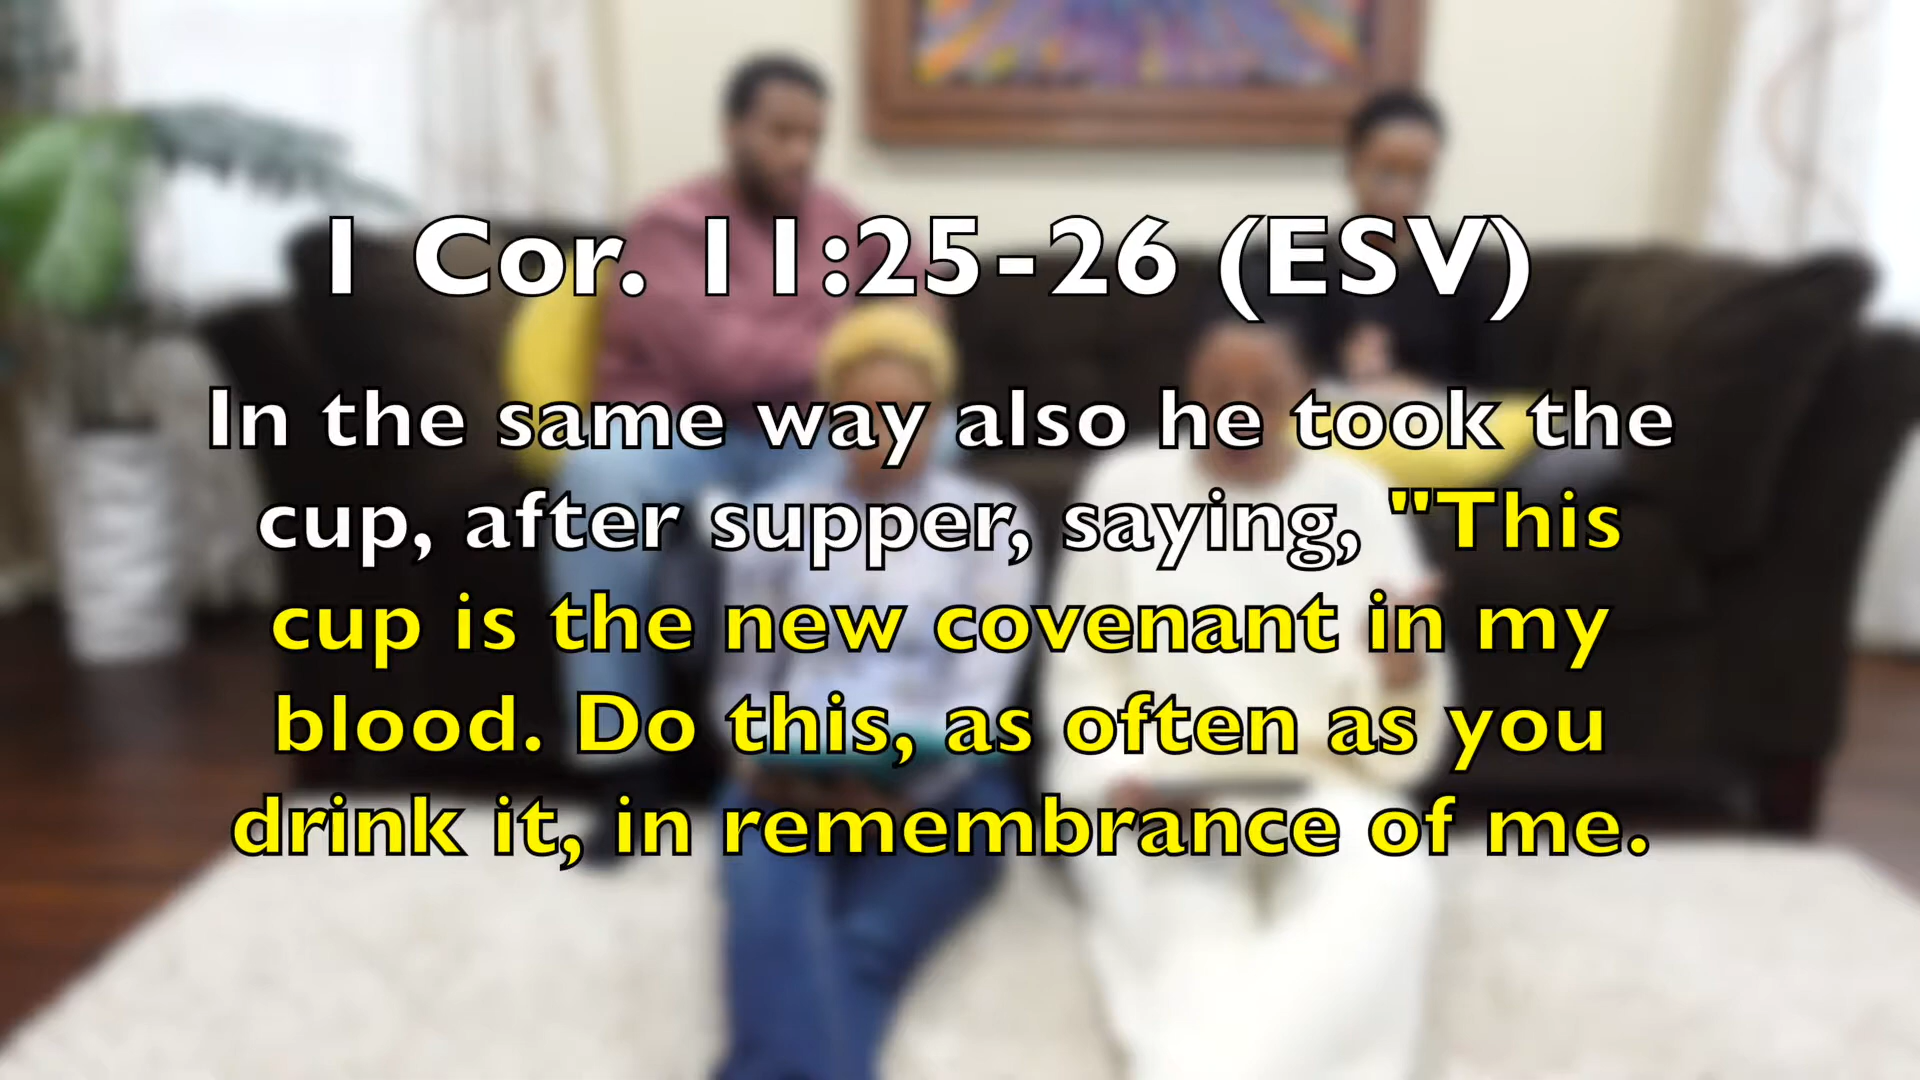 1 Cor. 11:25-26 (ESV)
In the same way also he took the
cup, after supper, saying, "This
cup is the new covenant in my
blood. Do this, as often as you
drink it, in remembrance of me.